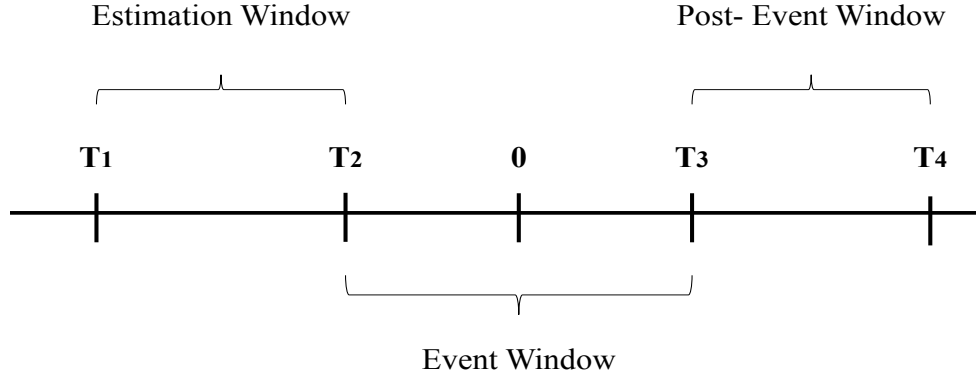 Estimation Window
Post- Event Window
T1
T2
0
T3
T4
Event Window